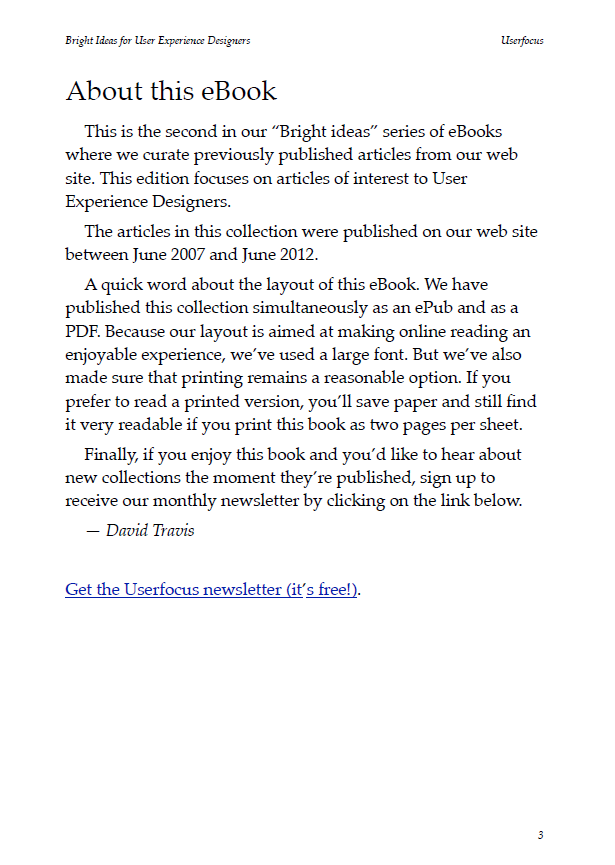 Bright Ideas for User Experience Designers Userfocus
About this eBook
This is the second in our “Bright ideas” series of eBooks
where we curate previously published articles from our web
site. This edition focuses on articles of interest to User
Experience Designers.
The articles in this collection were published on our web site
between June 2007 and June 2012.
A quick word about the layout of this eBook. We have
published this collection simultaneously as an ePub and as a
PDF. Because our layout is aimed at making online reading an
enjoyable experience, we’ve used a large font. But we’ve also
made sure that printing remains a reasonable option. If you
prefer to read a printed version, you’ll save paper and still find
it very readable if you print this book as two pages per sheet.
Finally, if you enjoy this book and you’d like to hear about
new collections the moment they’re published, sign up to
receive our monthly newsletter by clicking on the link below.
— David Travis
Get the Userfocus newsletter (it’s free!).
3